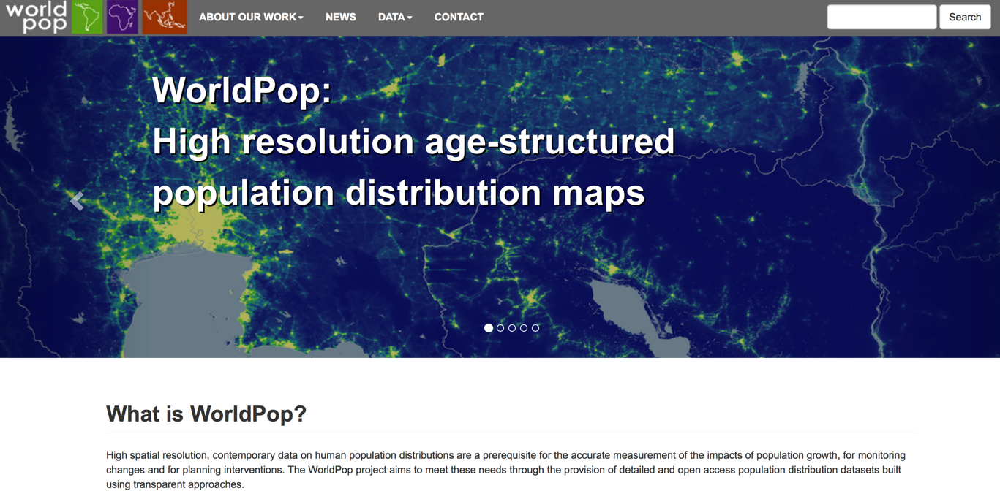 world
pop
ABOUT OUR WORK
NEWS
DATA
CONTACT
Search
WorldPop:
High resolution age-structured
population distribution maps
What is WorldPop?
High spatial resolution, contemporary data on human population distributions are a prerequisite for the accurate measurement of the impacts of population growth, for monitoring
changes and for planning interventions. The WorldPop project aims to meet these needs through the provision of detailed and open access population distribution datasets built
using transparent approaches.